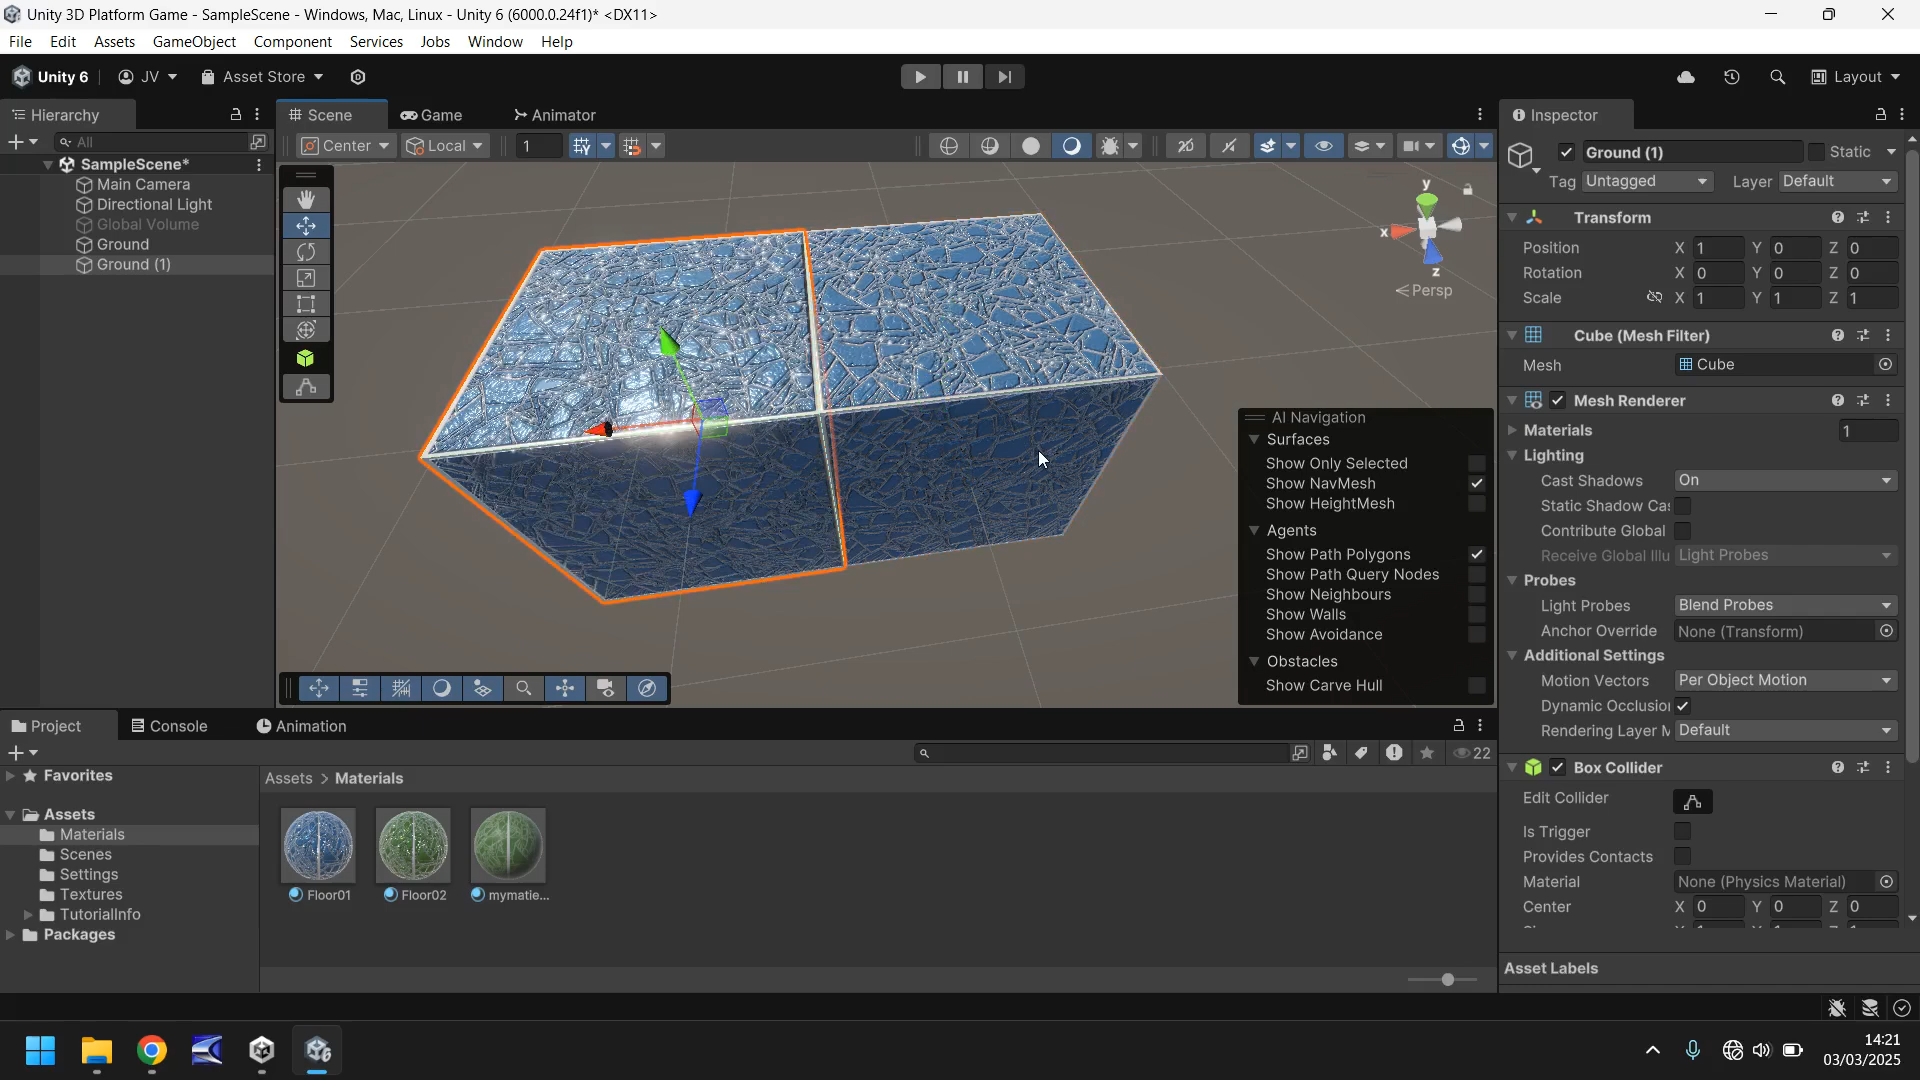 Unity 3D Platform Game - SampleScene - Windows, Mac, Linux - Unity 6 (6000.0.24f1)* <DX11>
File Edit Assets GameObject Component Services Jobs Window Help
Unity 6 JV Asset Store Layout
Hierarchy
All
SampleScene*
Main Camera
Directional Light
Global Volume
Ground
Ground (1)
Scene Game Animator
Center Local 1 2D
y
x
z
Persp
AI Navigation
Surfaces
Show Only Selected
Show NavMesh
Show HeightMesh
Agents
Show Path Polygons
Show Path Query Nodes
Show Neighbours
Show Walls
Show Avoidance
Obstacles
Show Carve Hull
Inspector
Ground (1) Static
Tag Untagged Layer Default
Transform
Position X 1 Y 0 Z 0
Rotation X 0 Y 0 Z 0
Scale X 1 Y 1 Z 1
Cube (Mesh Filter)
Mesh Cube
Mesh Renderer
Materials 1
Lighting
Cast Shadows On
Static Shadow Cas
Contribute Global
Receive Global Illu Light Probes
Probes
Light Probes Blend Probes
Anchor Override None (Transform)
Additional Settings
Motion Vectors Per Object Motion
Dynamic Occlusion
Rendering Layer M Default
Box Collider
Edit Collider
Is Trigger
Provides Contacts
Material None (Physics Material)
Center X 0 Y 0 Z 0
Asset Labels
Project Console Animation
22
Favorites
Assets
Materials
Scenes
Settings
Textures
TutorialInfo
Packages
Assets > Materials
Floor01 Floor02 mymatie...
14:21
03/03/2025